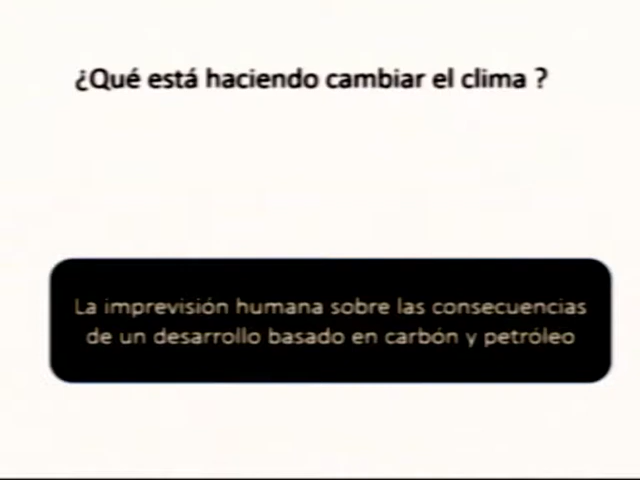 ¿Qué está haciendo cambiar el clima ?
La imprevisión humana sobre las consecuencias
de un desarrollo basado en carbón y petróleo